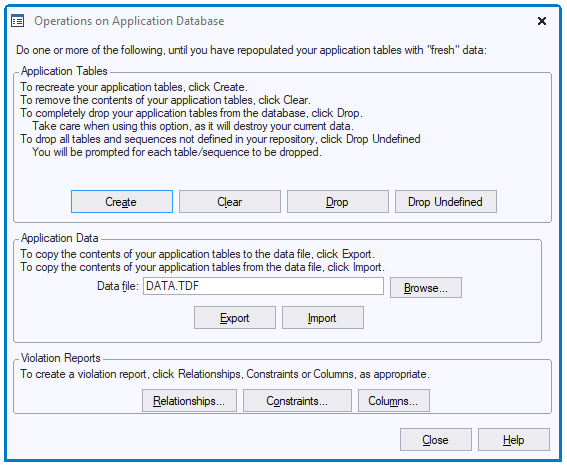 Operations on Application Database
Do one or more of the following, until you have repopulated your application tables with "fresh" data:
Application Tables
To recreate your application tables, click Create.
To remove the contents of your application tables, click Clear.
To completely drop your application tables from the database, click Drop.
Take care when using this option, as it will destroy your current data.
To drop all tables and sequences not defined in your repository, click Drop Undefined
You will be prompted for each table/sequence to be dropped.
Create Clear Drop Drop Undefined
Application Data
To copy the contents of your application tables to the data file, click Export.
To copy the contents of your application tables from the data file, click Import.
Data file: DATA.TDF Browse...
Export Import
Violation Reports
To create a violation report, click Relationships, Constraints or Columns, as appropriate.
Relationships... Constraints... Columns...
Close Help